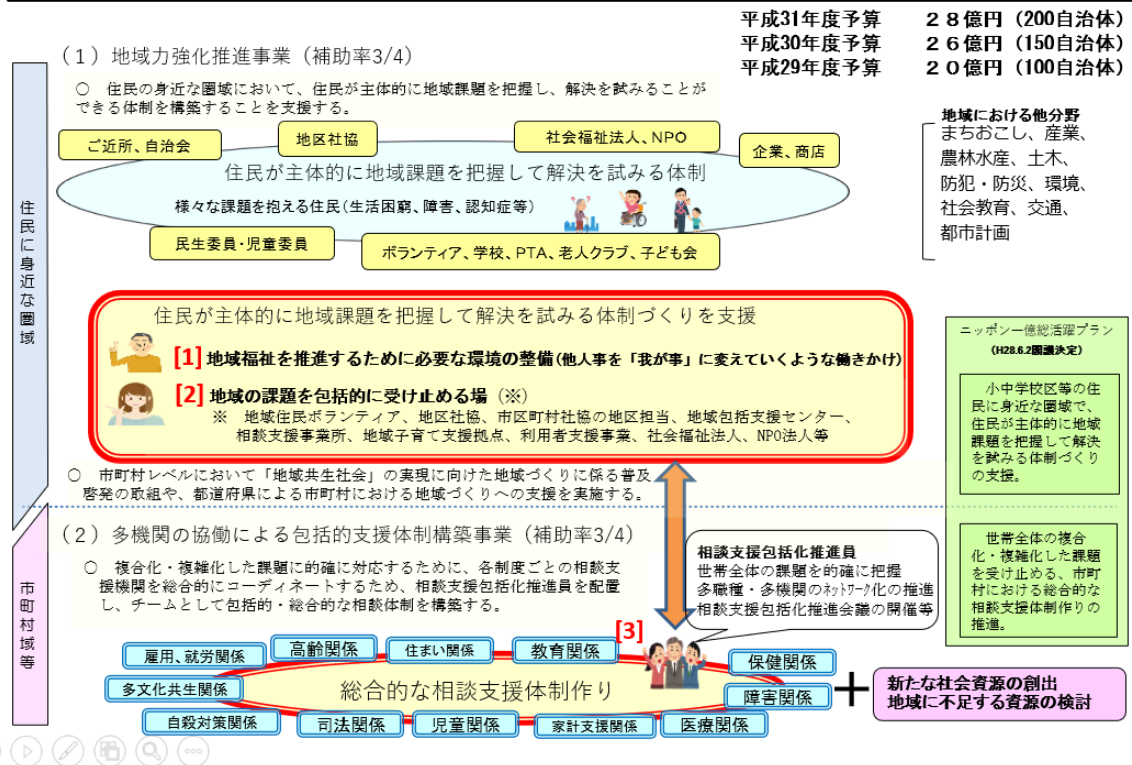 平成31年度予算　２８億円（200自治体）
平成30年度予算　２６億円（150自治体）
平成29年度予算　２０億円（100自治体）
（１）地域力強化推進事業（補助率3/4）
○　住民の身近な圏域において、住民が主体的に地域課題を把握し、解決を試みることが
できる体制を構築することを支援する。
ご近所、自治会
地区社協
社会福祉法人、NPO
企業、商店
住民が主体的に地域課題を把握して解決を試みる体制
様々な課題を抱える住民（生活困窮、障害、認知症等）
民生委員・児童委員
ボランティア、学校、PTA、老人クラブ、子ども会
地域における他分野
まちおこし、産業、
農林水産、土木、
防犯・防災、環境、
社会教育、交通、
都市計画
住民に身近な圏域
住民が主体的に地域課題を把握して解決を試みる体制づくりを支援
[1] 地域福祉を推進するために必要な環境の整備（他人事を「我が事」に変えていくような働きかけ）
[2] 地域の課題を包括的に受け止める場（※）
※　地域住民ボランティア、地区社協、市区町村社協の地区担当、地域包括支援センター、
相談支援事業所、地域子育て支援拠点、利用者支援事業、社会福祉法人、NPO法人等
○　市町村レベルにおいて「地域共生社会」の実現に向けた地域づくりに係る普及
啓発の取組や、都道府県による市町村における地域づくりへの支援を実施する。
ニッポン一億総活躍プラン
（H28.6.2閣議決定）
小中学校区等の住
民に身近な圏域で、
住民が主体的に地域
課題を把握して解決
を試みる体制づくり
の支援。
世帯全体の複合
化・複雑化した課題
を受け止める、市町
村における総合的な
相談支援体制作りの
推進。
市町村域等
（２）多機関の協働による包括的支援体制構築事業（補助率3/4）
○　複合化・複雑化した課題に的確に対応するために、各制度ごとの相談支
援機関を総合的にコーディネートするため、相談支援包括化推進員を配置
し、チームとして包括的・総合的な相談体制を構築する。
相談支援包括化推進員
世帯全体の課題を的確に把握
多職種・多機関のﾈｯﾄﾜｰｸ化の推進
相談支援包括化推進会議の開催等
[3]
雇用、就労関係
高齢関係
住まい関係
教育関係
保健関係
多文化共生関係
総合的な相談支援体制作り
障害関係
自殺対策関係
司法関係
児童関係
家計支援関係
医療関係
＋
新たな社会資源の創出
地域に不足する資源の検討